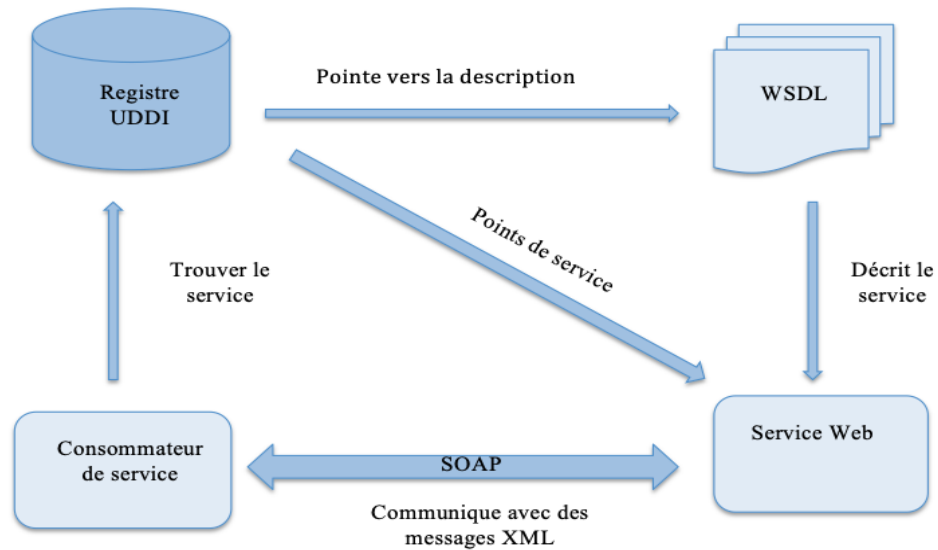 Registre
UDDI
Pointe vers la description
WSDL
Points de service
Trouver le
service
Décrit le
service
Consommateur
de service
SOAP
Service Web
Communique avec des
messages XML